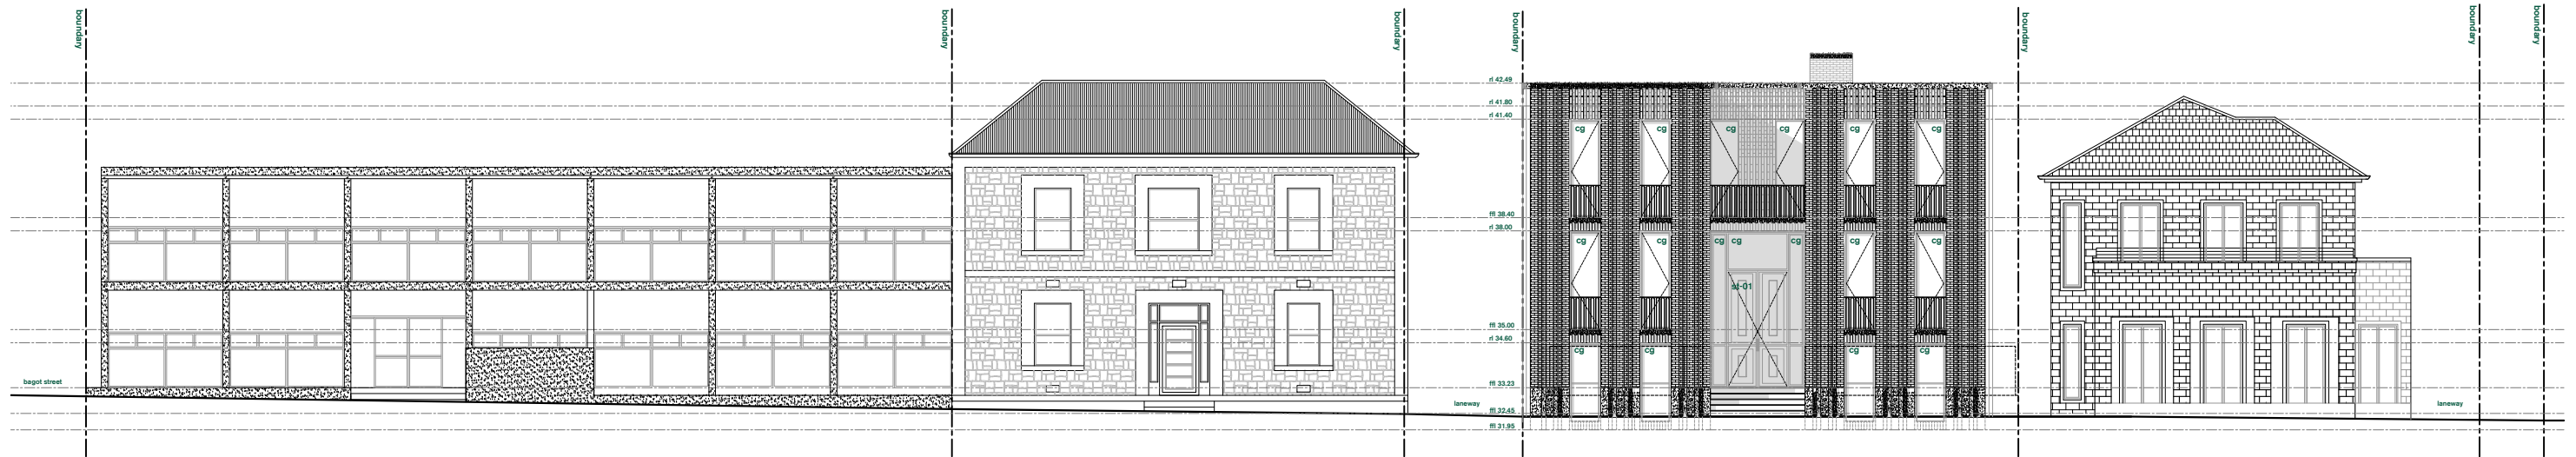 boundary
boundary
boundary
boundary
boundary
boundary
boundary
rl 42.49
rl 41.80
rl 41.40
cg
cg
cg
cg
cg
cg
ffl 38.40
rl 38.00
cg
cg
cg
cg
cg
cg
cg
st-01
ffl 35.00
rl 34.60
cg
cg
cg
cg
bagot street
ffl 33.23
laneway
laneway
ffl 32.45
ffl 31.95